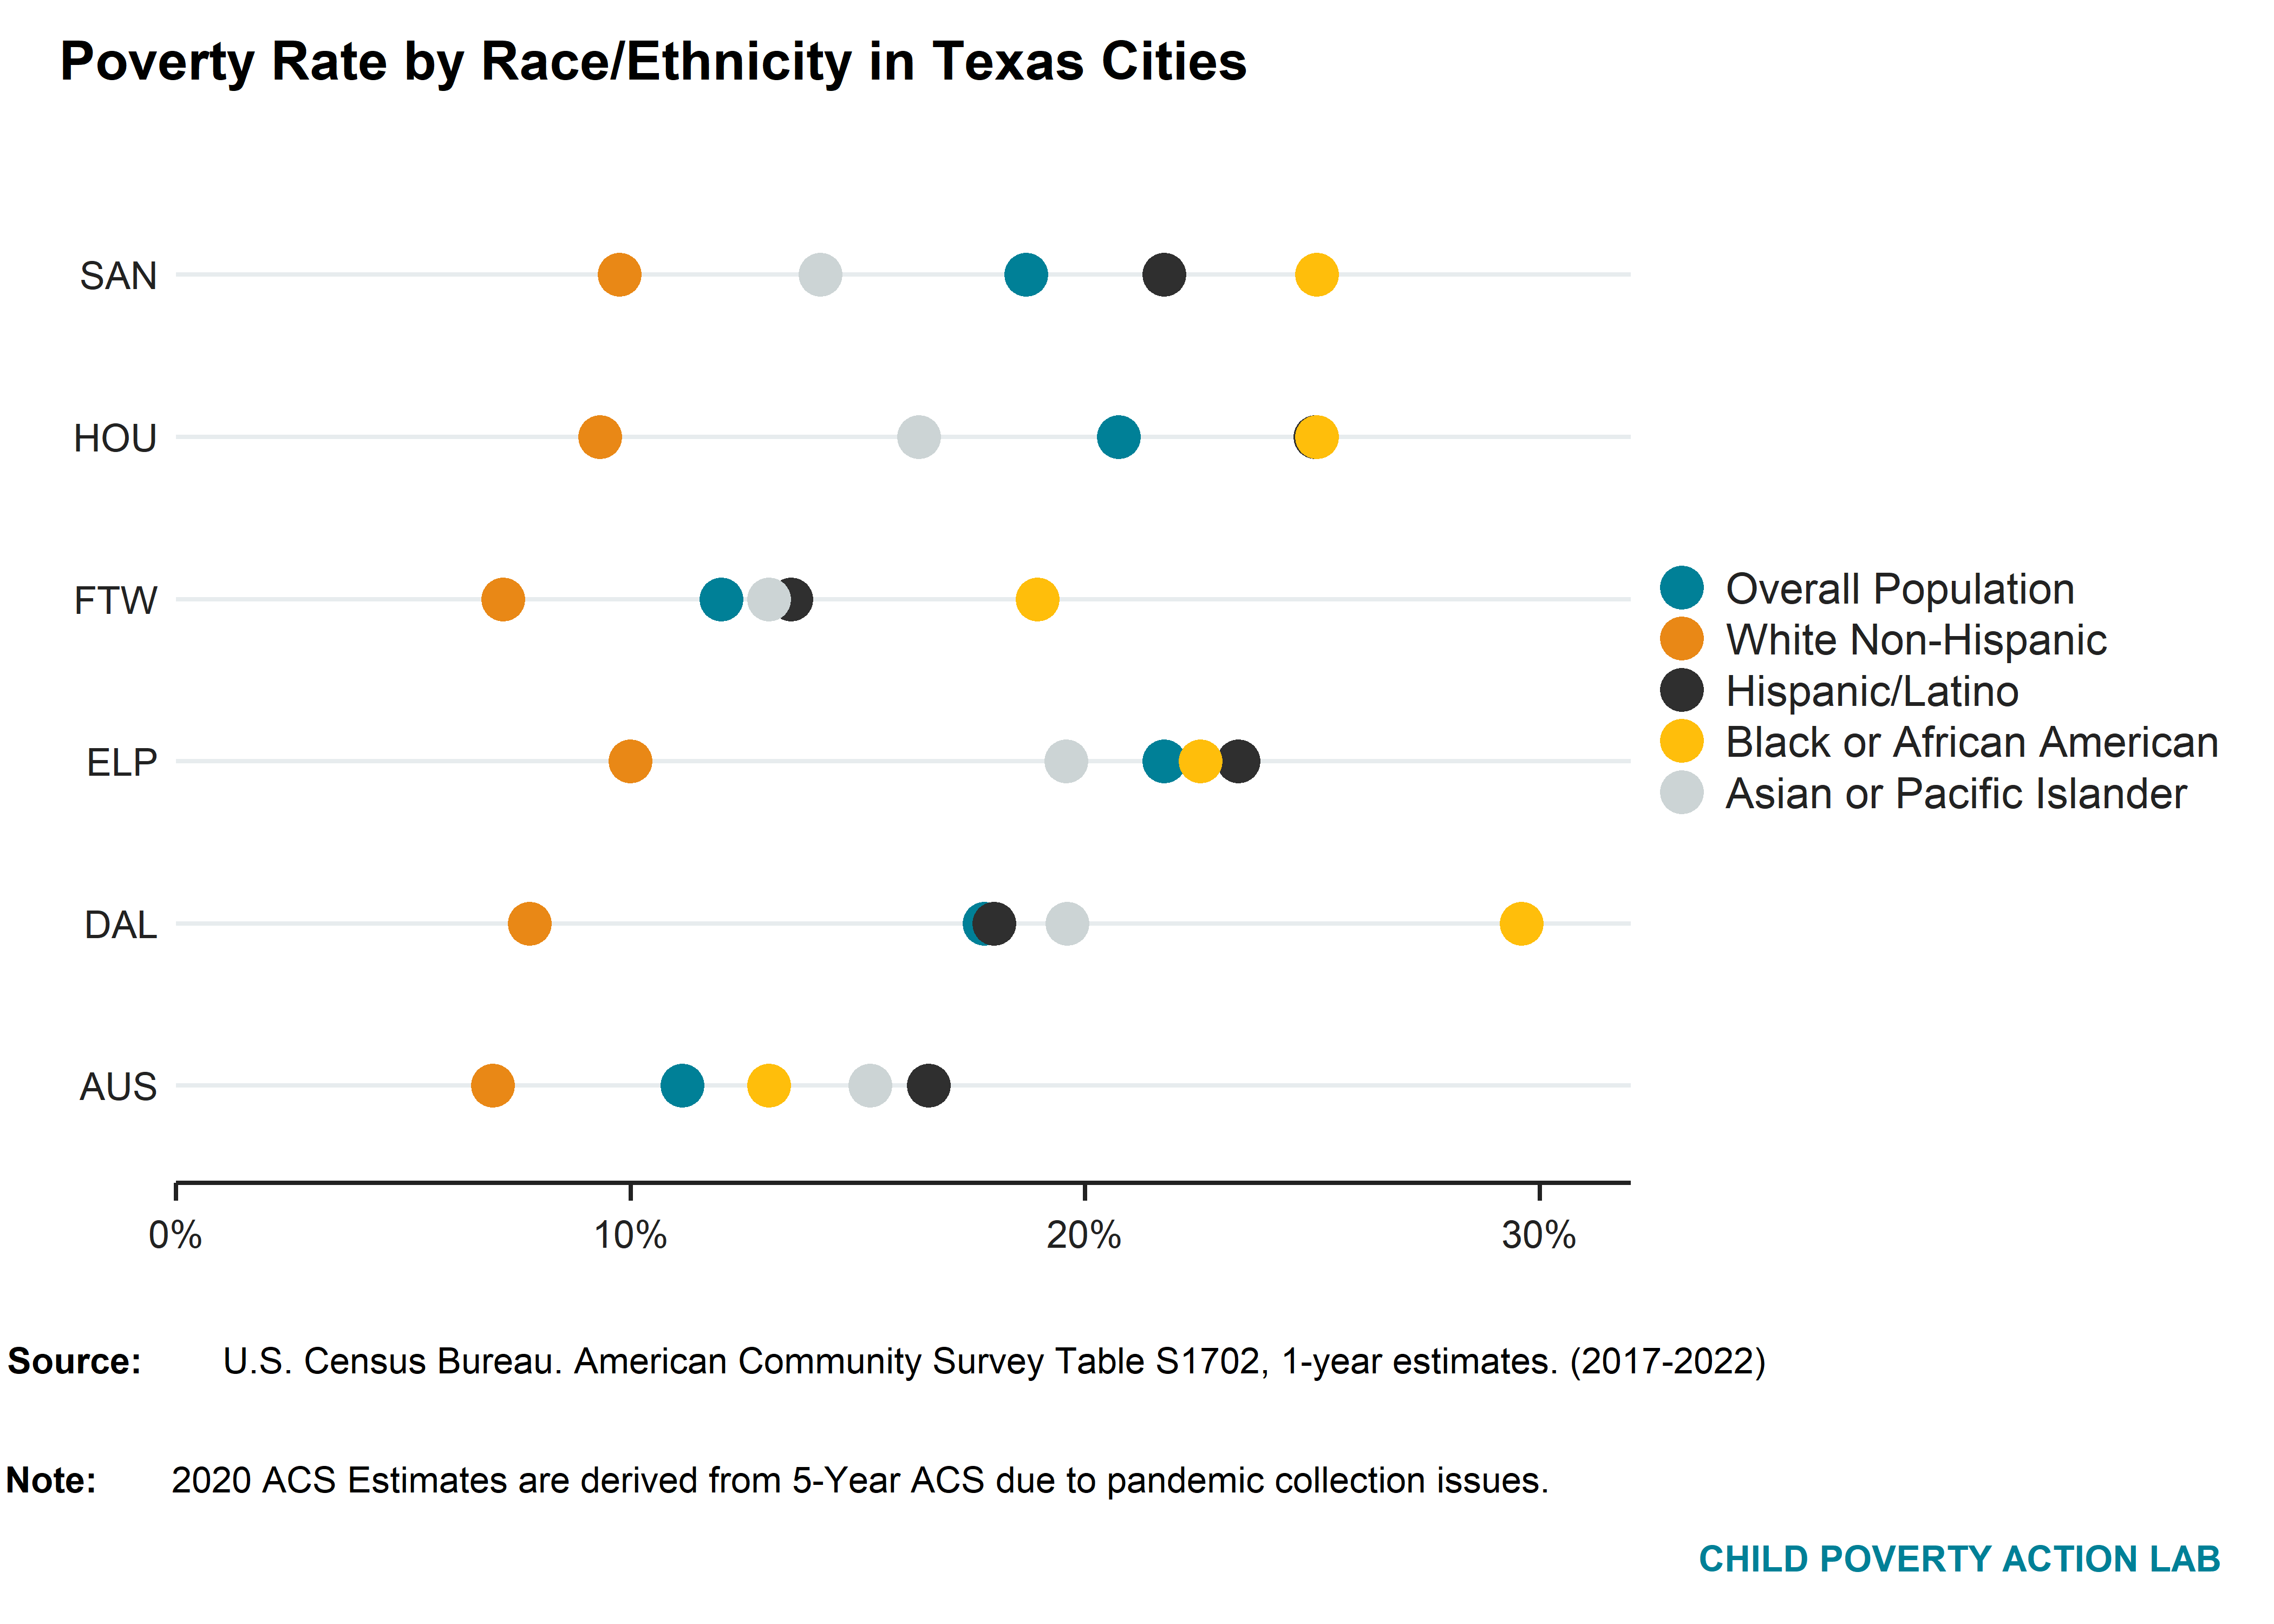 Poverty Rate by Race/Ethnicity in Texas Cities
SAN
HOU
FTW
ELP
DAL
AUS
0% 10% 20% 30%
Overall Population
White Non-Hispanic
Hispanic/Latino
Black or African American
Asian or Pacific Islander
Source: U.S. Census Bureau. American Community Survey Table S1702, 1-year estimates. (2017-2022)
Note: 2020 ACS Estimates are derived from 5-Year ACS due to pandemic collection issues.
CHILD POVERTY ACTION LAB